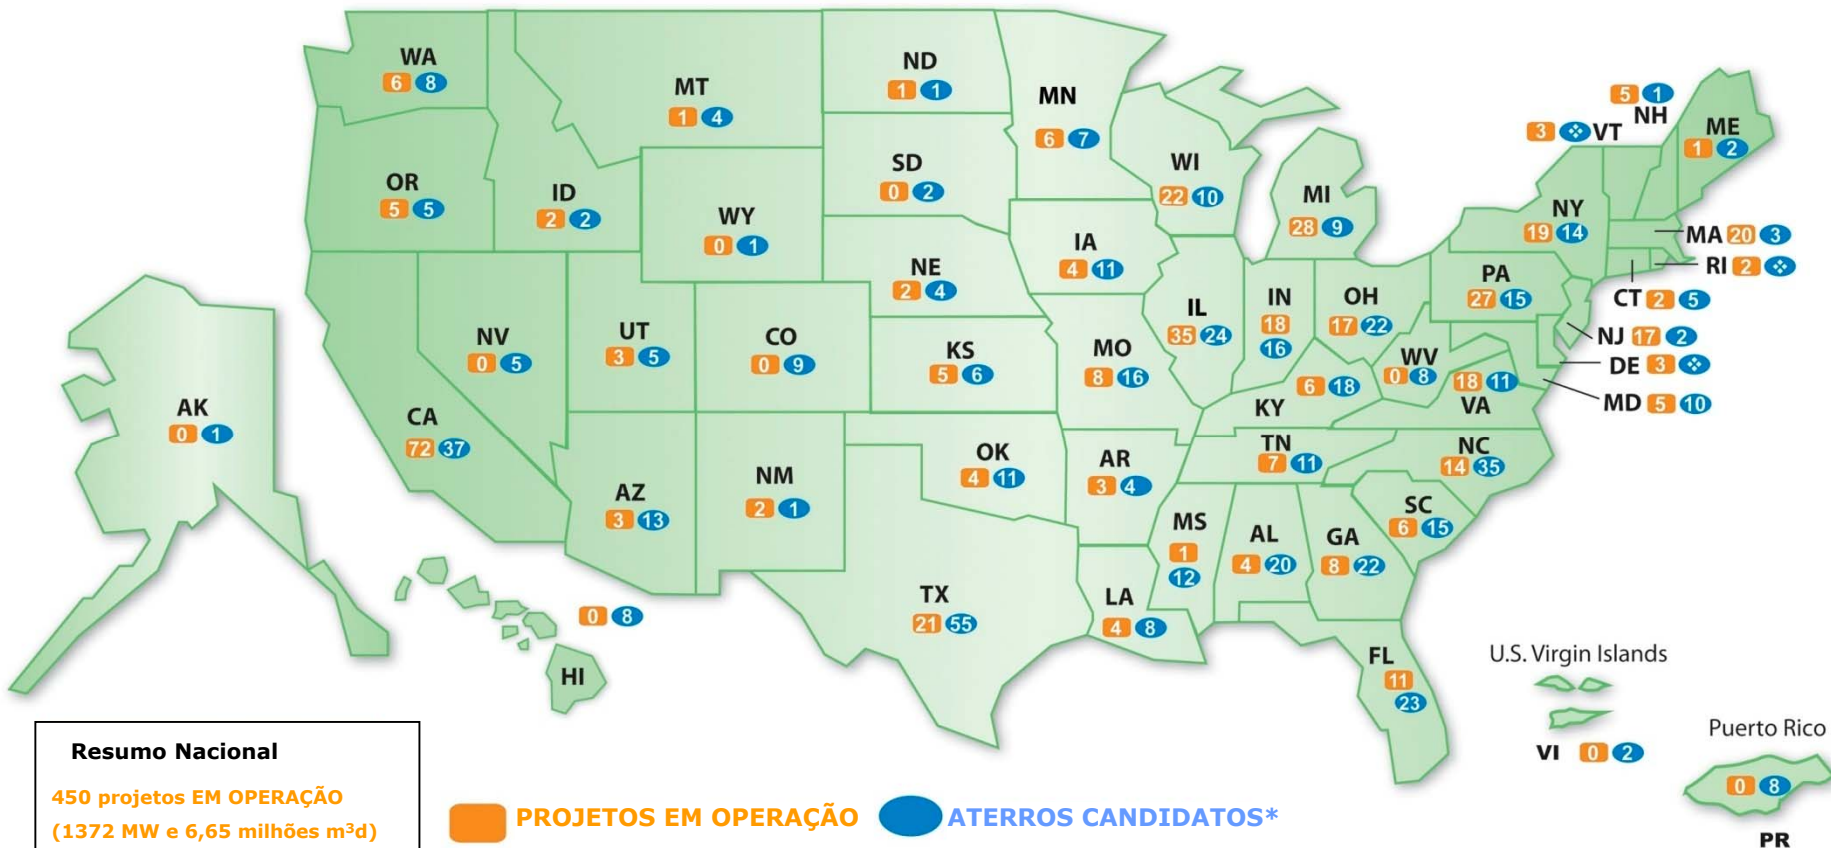 WA
6 8
MT
1 4
ND
1 1
MN
6 7
5 1
NH
3 VT
ME
1 2
OR
5 5
ID
2 2
WY
0 1
SD
0 2
WI
22 10
MI
28 9
NY
19 14
MA 20 3
RI 2
CT 2 5
NJ 17 2
DE 3
MD 5 10
NE
2 4
IA
4 11
PA
27 15
NV
0 5
UT
3 5
CO
0 9
KS
5 6
MO
8 16
IL
35 24
IN
18
16
OH
17 22
WV
0 8
18 11
VA
6 18
KY
AK
0 1
CA
72 37
AZ
3 13
NM
2 1
OK
4 11
AR
3 4
TN
7 11
NC
14 35
SC
6 15
MS
1
12
AL
4 20
GA
8 22
TX
21 55
LA
4 8
FL
11
23
0 8
HI
U.S. Virgin Islands
VI 0 2
Puerto Rico
0 8
PR
Resumo Nacional
450 projetos EM OPERAÇÃO
(1372 MW e 6,65 milhões m³d)
PROJETOS EM OPERAÇÃO
ATERROS CANDIDATOS*